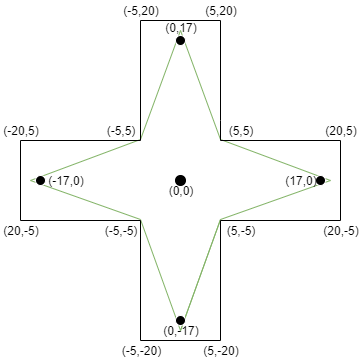 (-5,20) (5,20)
(0,17)
(-20,5) (-5,5) (5,5) (20,5)
(-17,0) (0,0) (17,0)
(20,-5) (-5,-5) (5,-5) (20,-5)
(0,-17)
(-5,-20) (5,-20)